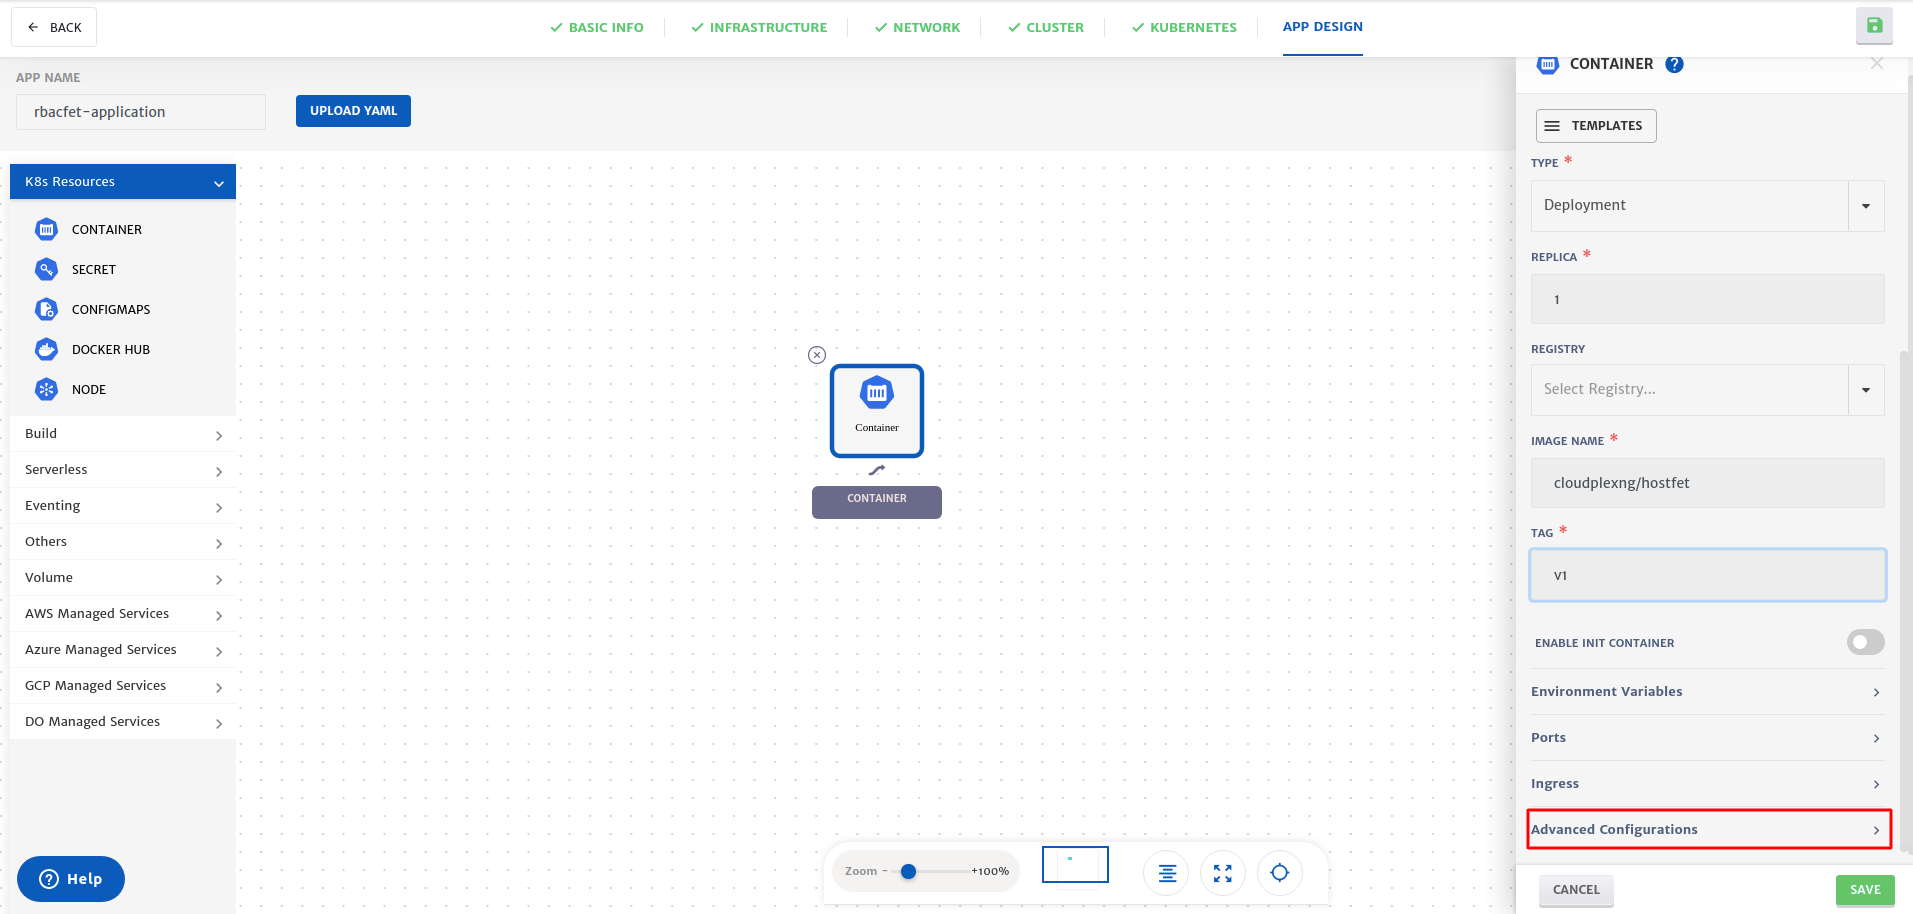 BACK
BASIC INFO
INFRASTRUCTURE
NETWORK
CLUSTER
KUBERNETES
APP DESIGN
APP NAME
rbacfet-application
UPLOAD YAML
K8s Resources
CONTAINER
SECRET
CONFIGMAPS
DOCKER HUB
NODE
Build
Serverless
Eventing
Others
Volume
AWS Managed Services
Azure Managed Services
GCP Managed Services
DO Managed Services
? Help
Container
CONTAINER
Zoom - +100%
CONTAINER ?
TEMPLATES
TYPE *
Deployment
REPLICA *
1
REGISTRY
Select Registry...
IMAGE NAME *
cloudplexng/hostfet
TAG *
v1
ENABLE INIT CONTAINER
Environment Variables
Ports
Ingress
Advanced Configurations
CANCEL
SAVE